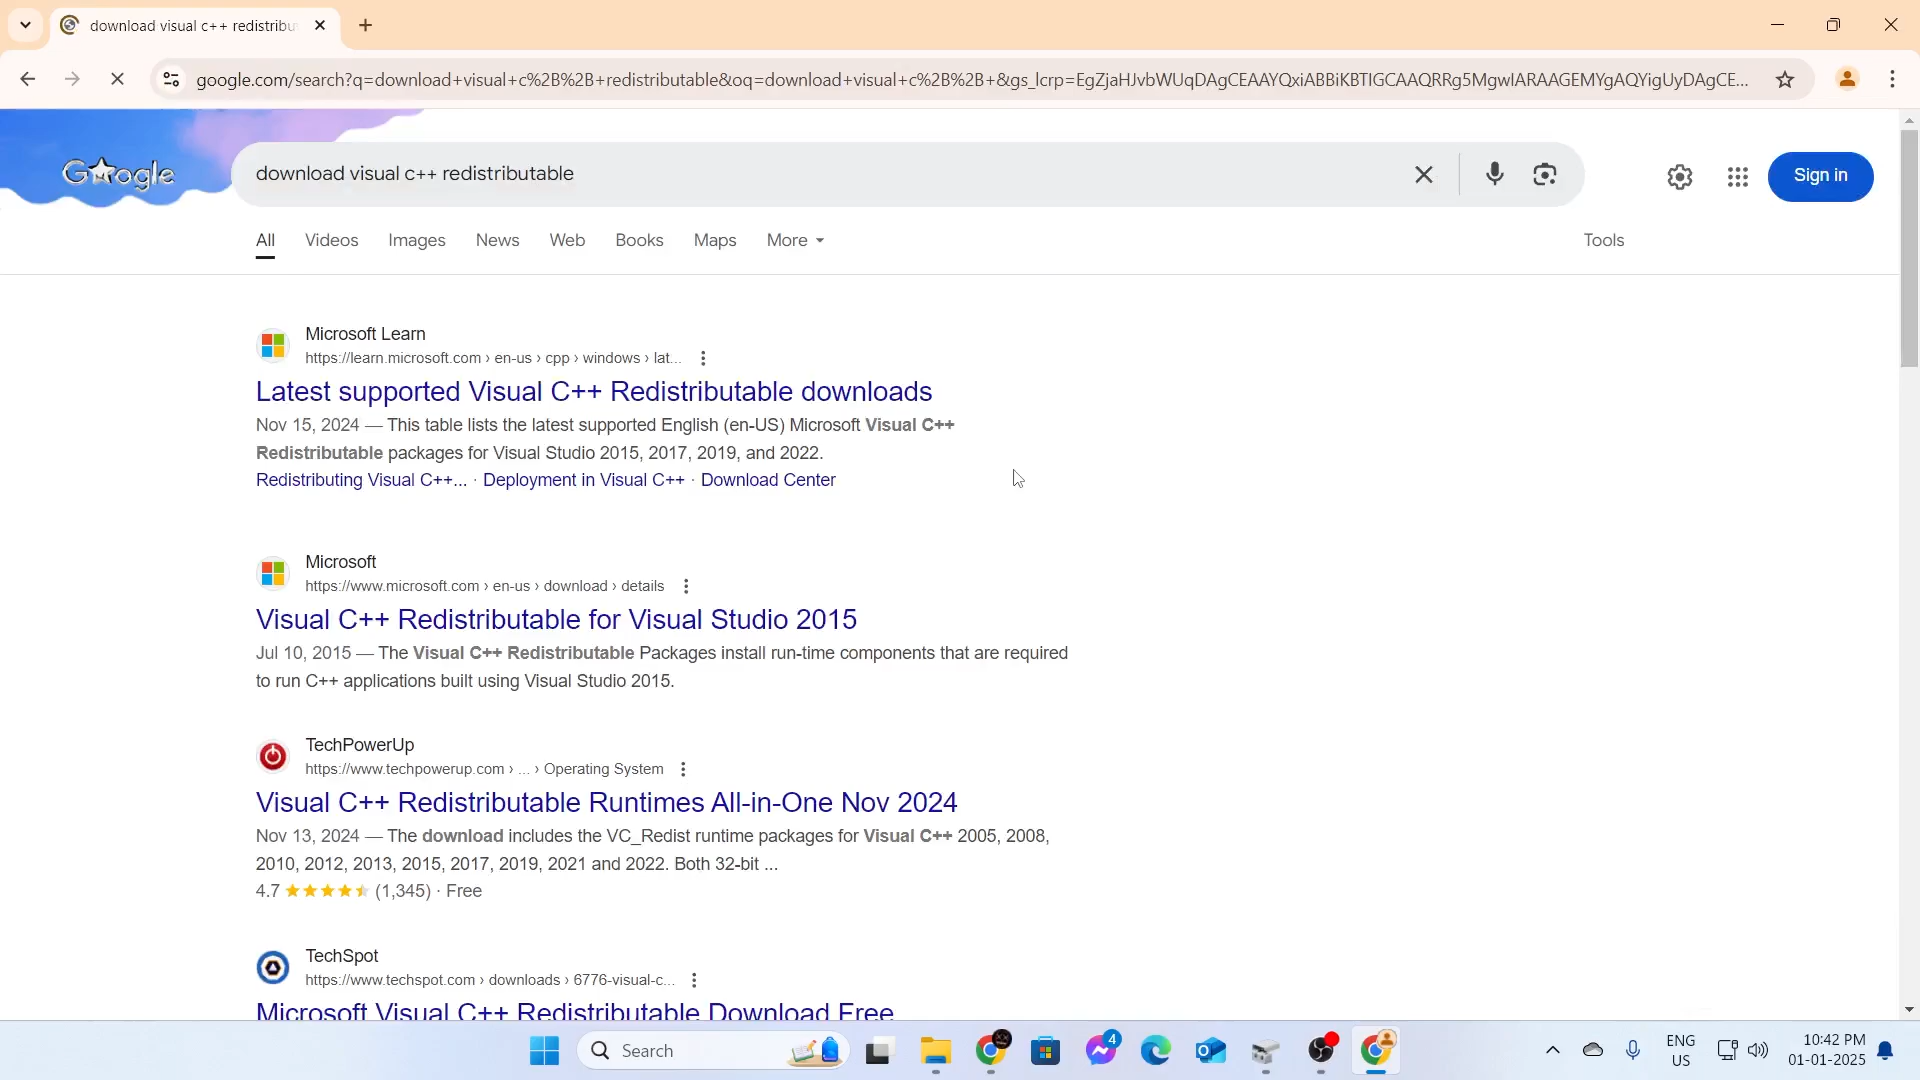 download visual c++ redistribu
google.com/search?q=download+visual+c%2B%2B+redistributable&oq=download+visual+c%2B%2B+&gs_lcrp=EgZjaHJvbWUqDAgCEAAYQxiABBiKBTIGCAAQRRg5MgwIARAAGEMYgAQYigUyDAgCE...
Google
download visual c++ redistributable
Sign in
All Videos Images News Web Books Maps More Tools
Microsoft Learn
https://learn.microsoft.com › en-us › cpp › windows › lat...
Latest supported Visual C++ Redistributable downloads
Nov 15, 2024 — This table lists the latest supported English (en-US) Microsoft Visual C++
Redistributable packages for Visual Studio 2015, 2017, 2019, and 2022.
Redistributing Visual C++... · Deployment in Visual C++ · Download Center
Microsoft
https://www.microsoft.com › en-us › download › details
Visual C++ Redistributable for Visual Studio 2015
Jul 10, 2015 — The Visual C++ Redistributable Packages install run-time components that are required
to run C++ applications built using Visual Studio 2015.
TechPowerUp
https://www.techpowerup.com › ... › Operating System
Visual C++ Redistributable Runtimes All-in-One Nov 2024
Nov 13, 2024 — The download includes the VC_Redist runtime packages for Visual C++ 2005, 2008,
2010, 2012, 2013, 2015, 2017, 2019, 2021 and 2022. Both 32-bit ...
4.7 (1,345) · Free
TechSpot
https://www.techspot.com › downloads › 6776-visual-c...
Microsoft Visual C++ Redistributable Download Free
Search
4
ENG
US
10:42 PM
01-01-2025